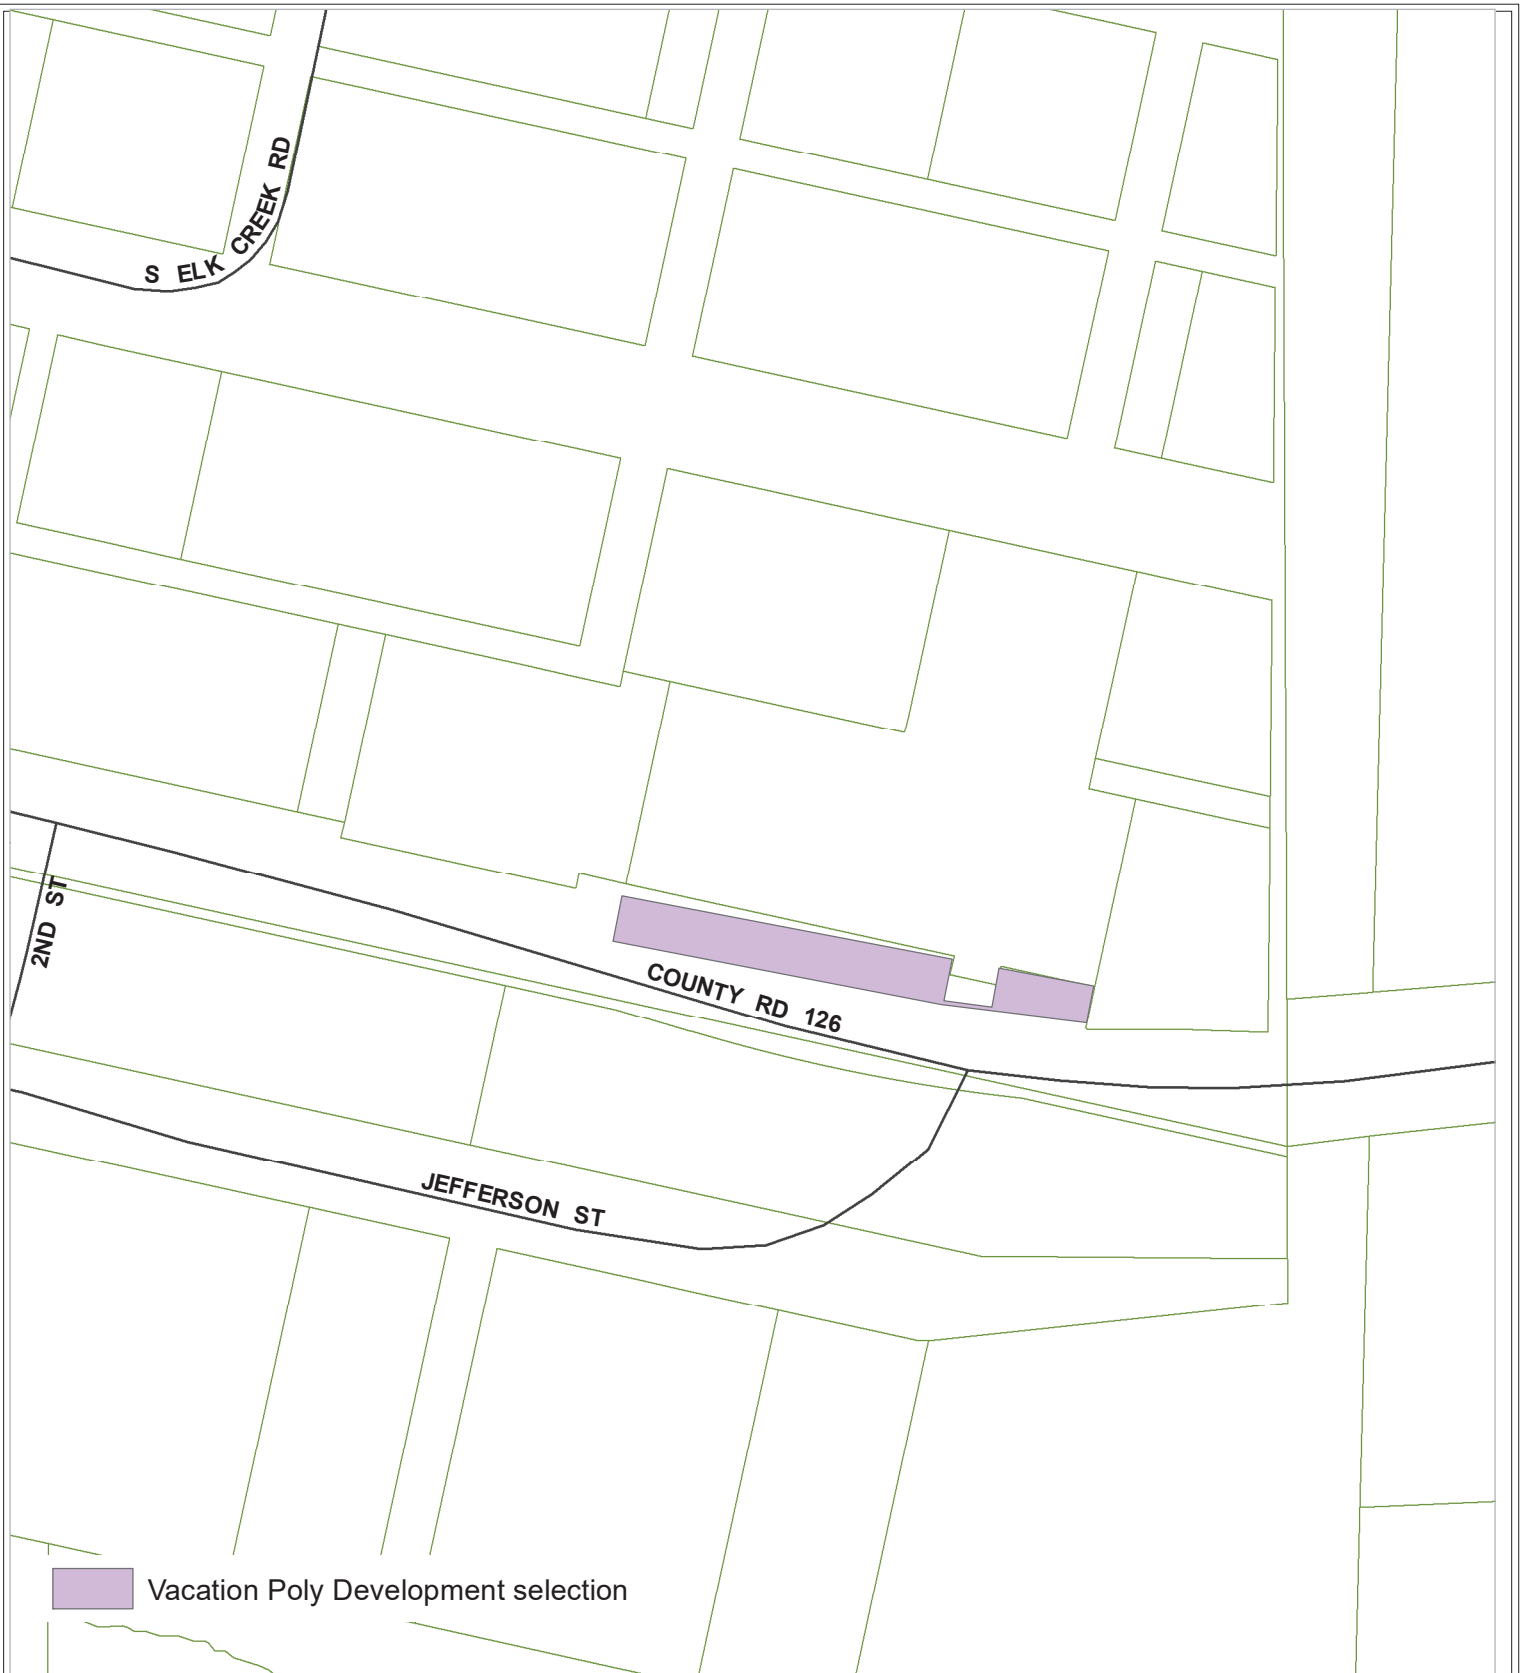 S ELK CREEK RD
2ND ST
COUNTY RD 126
JEFFERSON ST
Vacation Poly Development selection